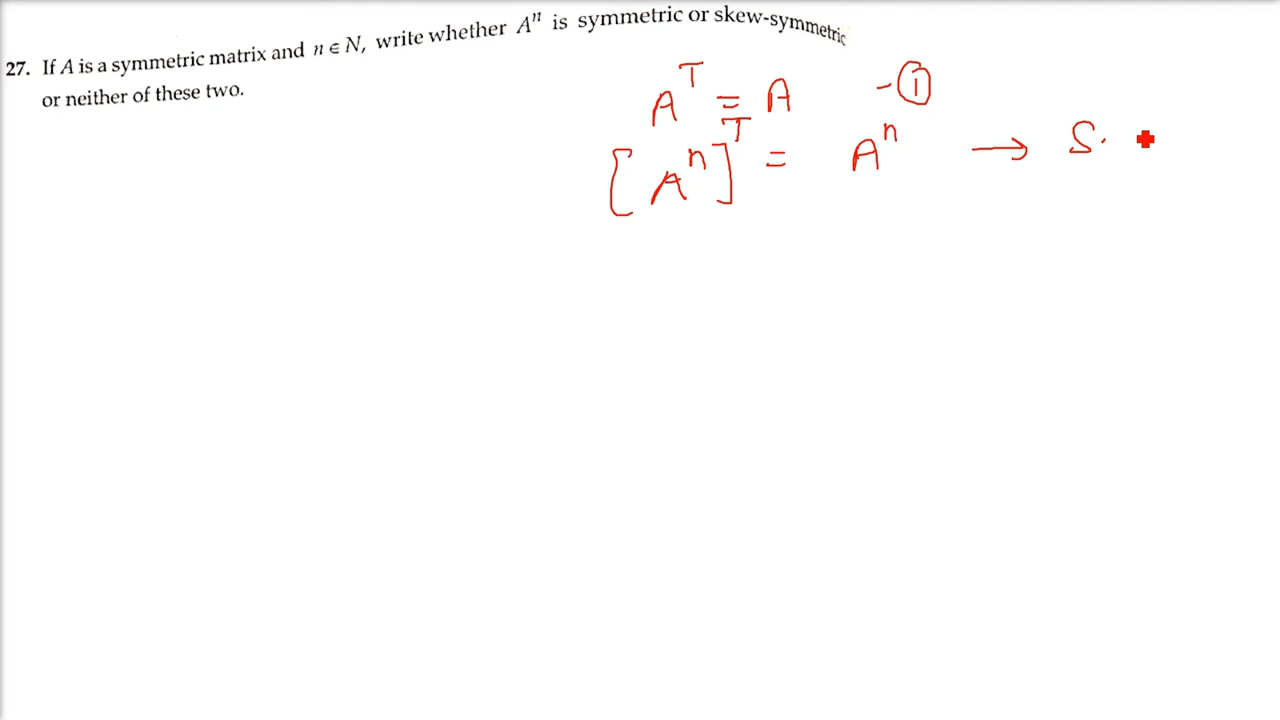 27. If A is a symmetric matrix and n ∈ N, write whether Aⁿ is symmetric or skew-symmetric
or neither of these two.
Aᵀ = A -①
[Aⁿ]ᵀ = Aⁿ → S.